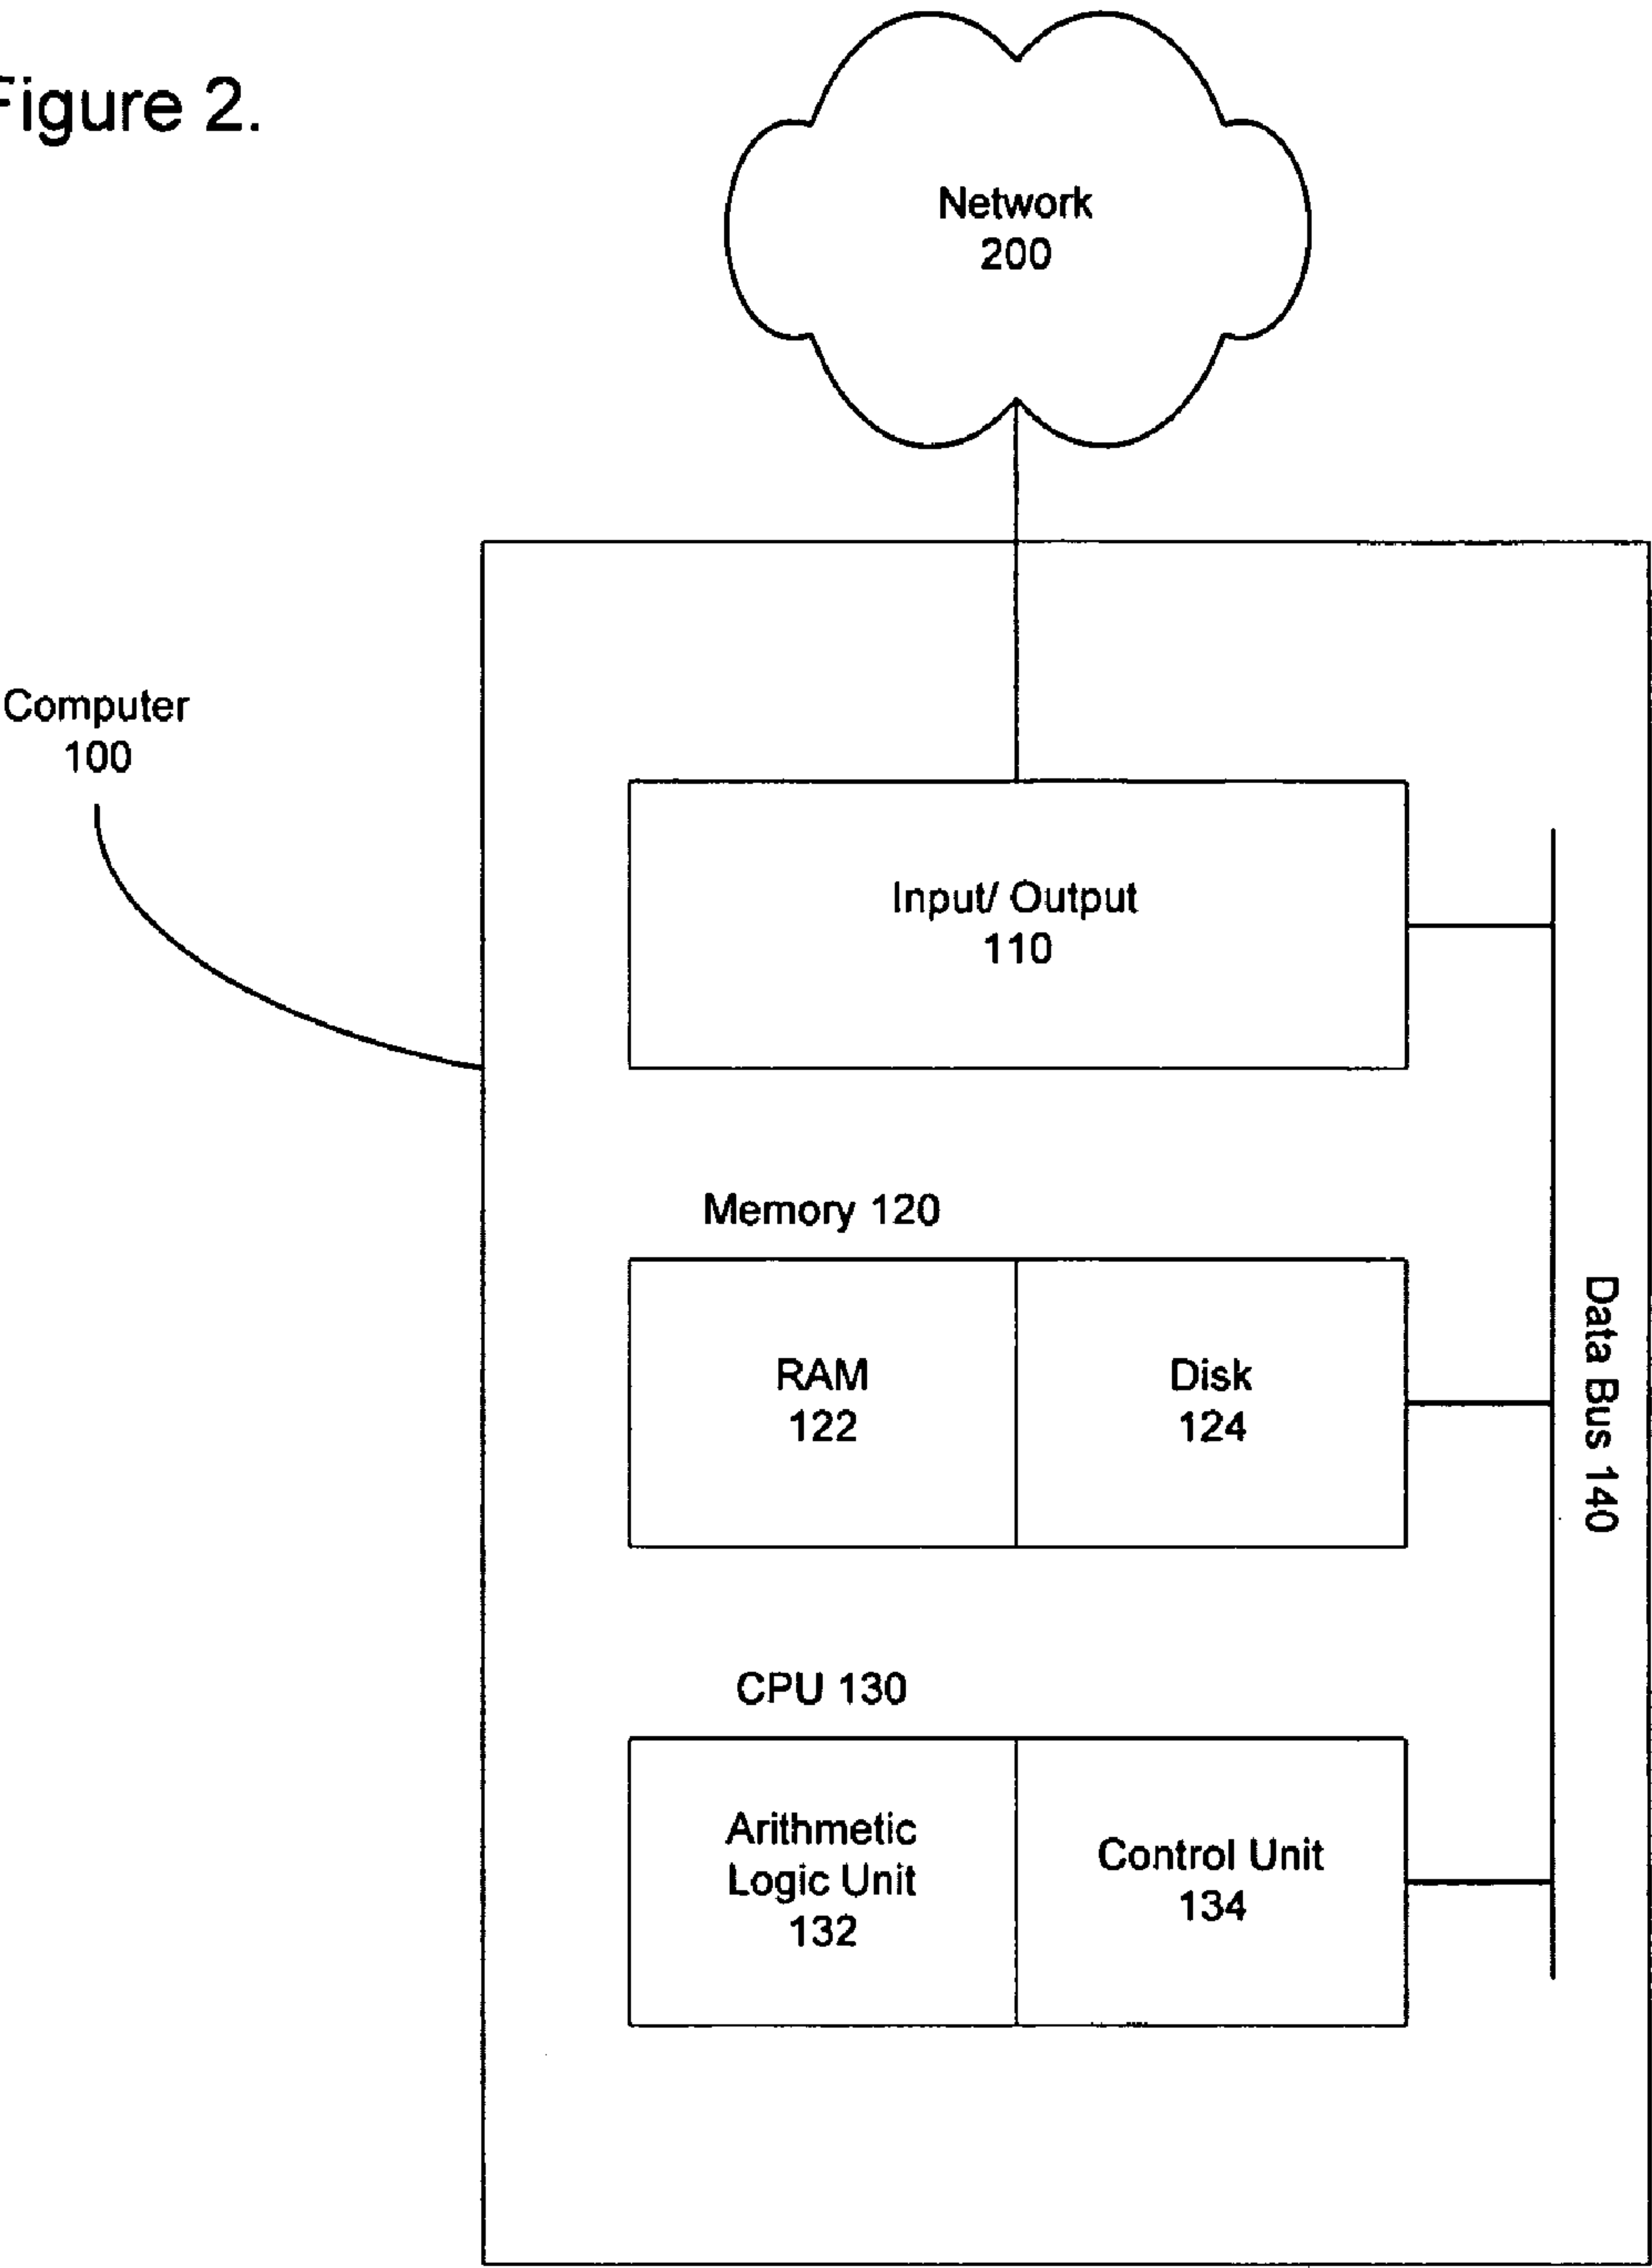 Figure 2.
Network
200
Computer
100
Input/ Output
110
Memory 120
RAM
122
Disk
124
Data Bus 140
CPU 130
Arithmetic
Logic Unit
132
Control Unit
134